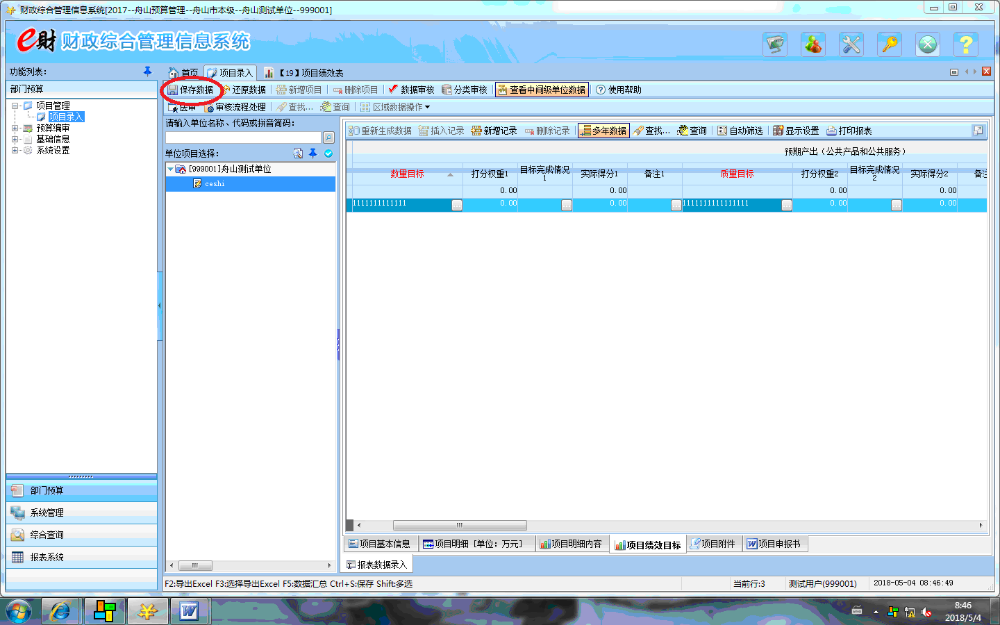 财政综合管理信息系统[2017--舟山预算管理--舟山市本级--舟山测试单位--999001]
e财 财政综合管理信息系统
功能列表：
首页 项目录入 【19】项目绩效表
部门预算
保存数据 还原数据 新增项目 删除项目 数据审核 分类审核 查看中间级单位数据 使用帮助
送审 审核流程处理 查找... 查询 区域数据操作
项目管理
项目录入
预算编审
基础信息
系统设置
请输入单位名称、代码或拼音简码：
单位项目选择：
[999001]舟山测试单位
ceshi
重新生成数据 插入记录 新增记录 删除记录 多年数据 查找... 查询 自动筛选 显示设置 打印报表
预期产出（公共产品和公共服务）
数量目标 打分权重1 目标完成情况1 实际得分1 备注1 质量目标 打分权重2 目标完成情况2 实际得分2 备注
0.00 0.00 0.00 0.00
1111111111111 0.00 0.00 1111111111111111 0.00 0.00
部门预算
系统管理
综合查询
报表系统
项目基本信息 项目明细［单位：万元］ 项目明细内容 项目绩效目标 项目附件 项目申报书
报表数据录入
F2:导出Excel F3:选择导出Excel F5:数据汇总 Ctrl+S:保存 Shift:多选
当前行:3 测试用户(999001) 2018-05-04 08:46:49
8:46
2018/5/4